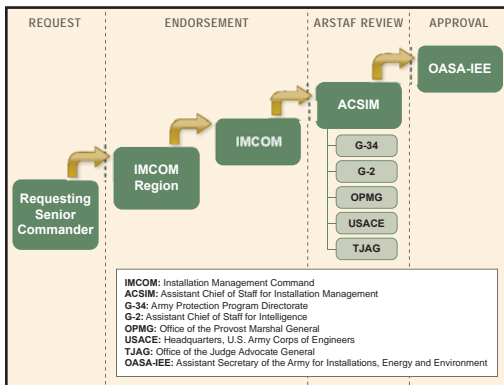 REQUEST
ENDORSEMENT
ARSTAF REVIEW
APPROVAL
OASA-IEE
ACSIM
IMCOM
IMCOM
Region
Requesting
Senior
Commander
G-34
G-2
OPMG
USACE
TJAG
IMCOM: Installation Management Command
ACSIM: Assistant Chief of Staff for Installation Management
G-34: Army Protection Program Directorate
G-2: Assistant Chief of Staff for Intelligence
OPMG: Office of the Provost Marshal General
USACE: Headquarters, U.S. Army Corps of Engineers
TJAG: Office of the Judge Advocate General
OASA-IEE: Assistant Secretary of the Army for Installations, Energy and Environment